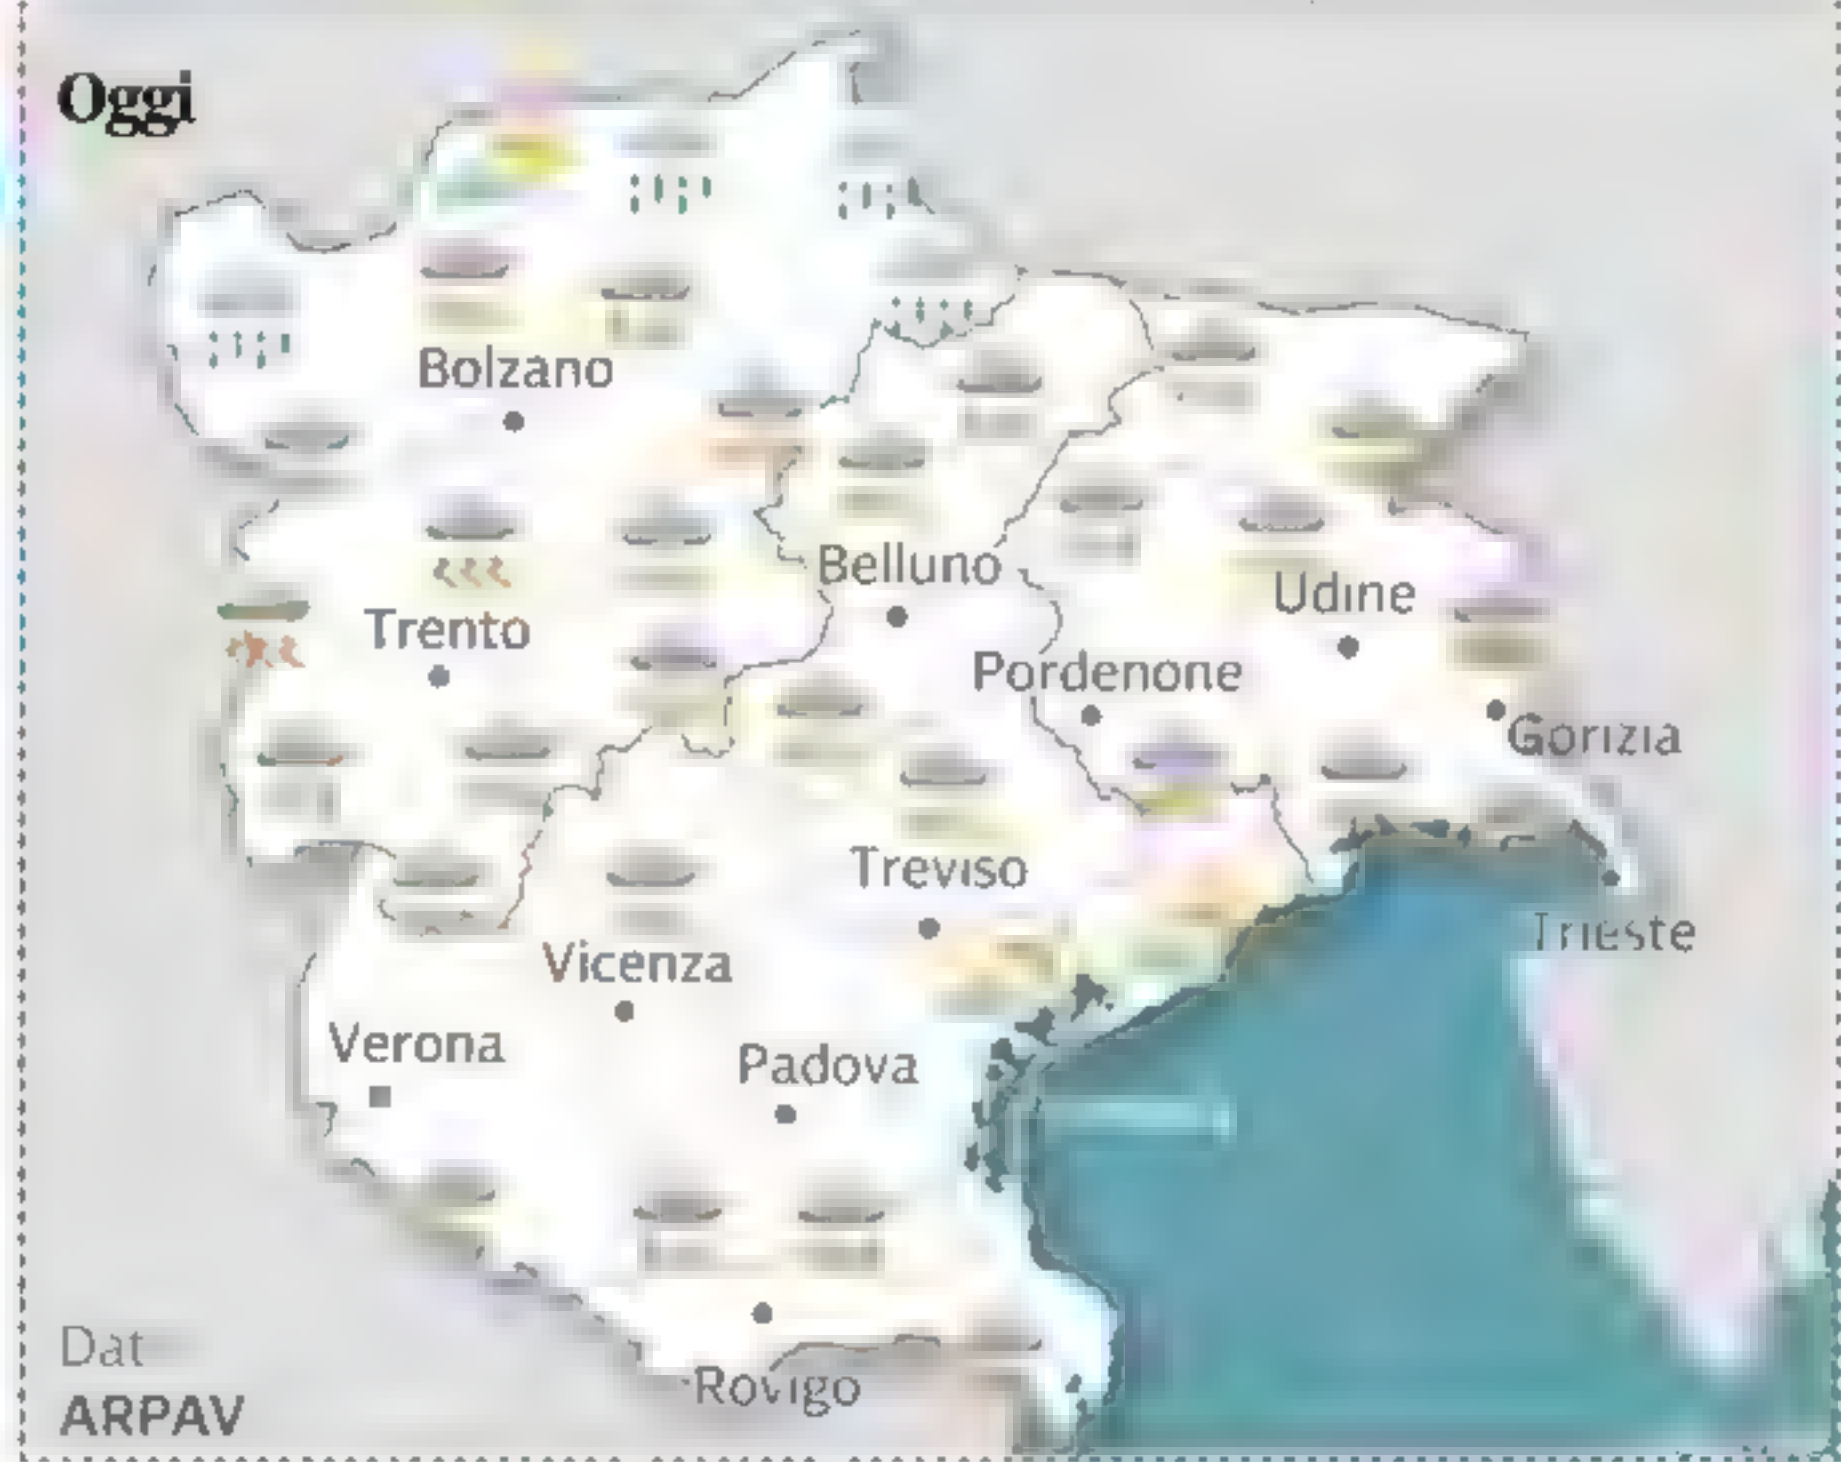 Oggi
Bolzano
Belluno
Udine
Trento
Pordenone
Gorizia
Treviso
Trieste
Vicenza
Verona
Padova
Rovigo
Dat
ARPAV